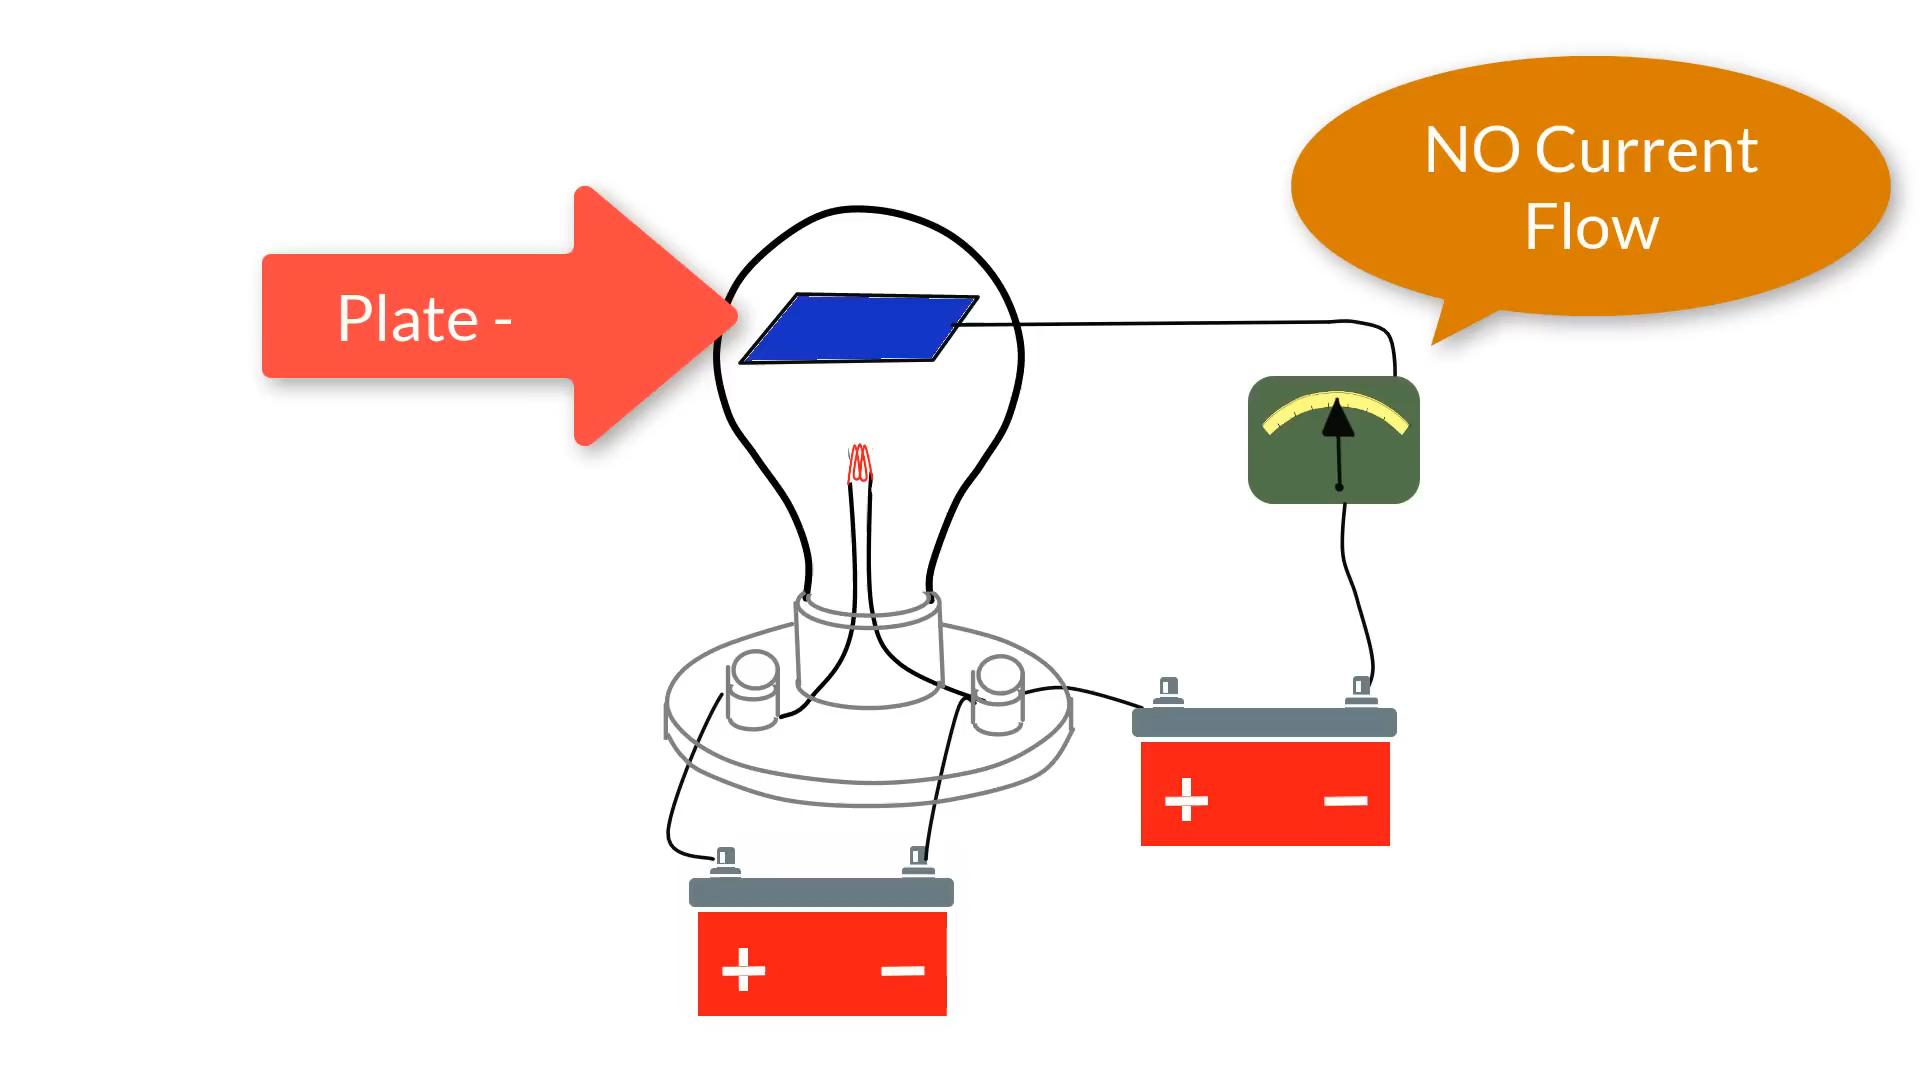 NO Current
Flow
Plate -
+ −
+ −